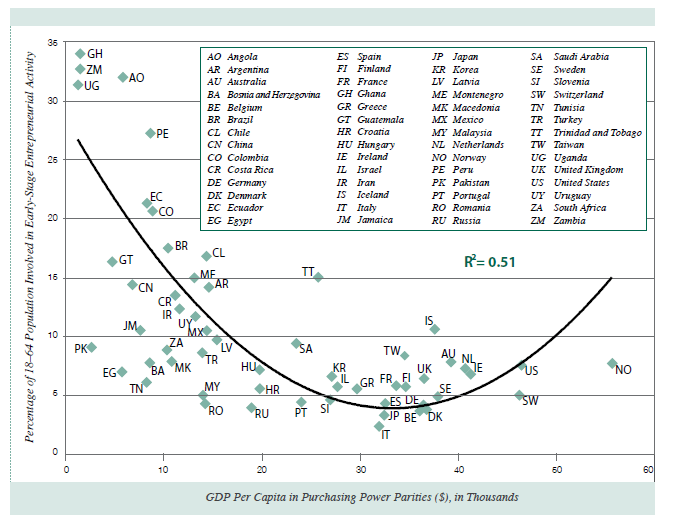 Percentage of 18–64 Population Involved in Early-Stage Entrepreneurial Activity
35
30
25
20
15
10
5
0
GH
ZM
UG
AO
PE
EC
CO
BR
GT
CL
CN
ME
AR
CR
IR
UY
JM
MX
PK
ZA
LV
TR
EG
BA
MK
TN
MY
RO
HU
HR
RU
TT
SA
PT
SI
KR
IL
GR
FR
FI
TW
IS
UK
AU
NL
IE
SE
ES
DE
JP
BE
DK
IT
US
SW
NO
AO Angola
AR Argentina
AU Australia
BA Bosnia and Herzegovina
BE Belgium
BR Brazil
CL Chile
CN China
CO Colombia
CR Costa Rica
DE Germany
DK Denmark
EC Ecuador
EG Egypt
ES Spain
FI Finland
FR France
GH Ghana
GR Greece
GT Guatemala
HR Croatia
HU Hungary
IE Ireland
IL Israel
IR Iran
IS Iceland
IT Italy
JM Jamaica
JP Japan
KR Korea
LV Latvia
ME Montenegro
MK Macedonia
MX Mexico
MY Malaysia
NL Netherlands
NO Norway
PE Peru
PK Pakistan
PT Portugal
RO Romania
RU Russia
SA Saudi Arabia
SE Sweden
SI Slovenia
SW Switzerland
TN Tunisia
TR Turkey
TT Trinidad and Tobago
TW Taiwan
UG Uganda
UK United Kingdom
US United States
UY Uruguay
ZA South Africa
ZM Zambia
R²= 0.51
0 10 20 30 40 50 60
GDP Per Capita in Purchasing Power Parities ($), in Thousands